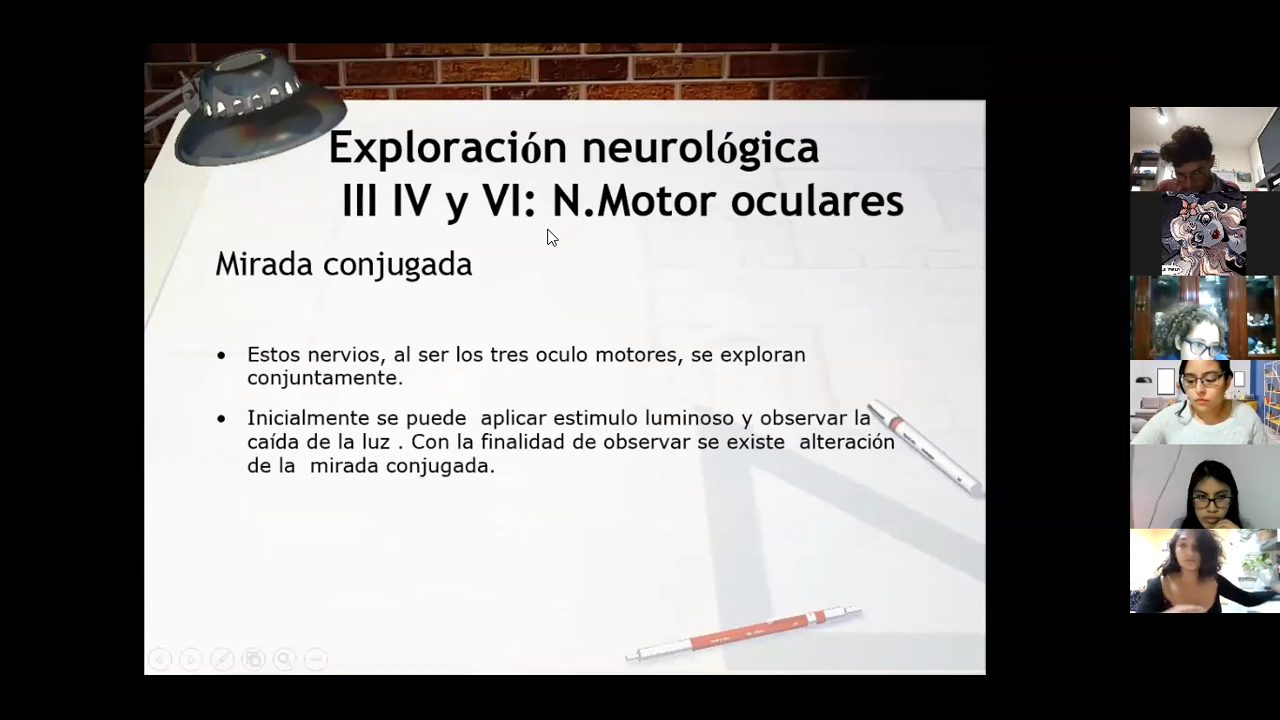 Exploración neurológica
III IV y VI: N.Motor oculares
Mirada conjugada
• Estos nervios, al ser los tres oculo motores, se exploran
conjuntamente.
• Inicialmente se puede  aplicar estimulo luminoso y observar la
caída de la luz . Con la finalidad de observar se existe  alteración
de la  mirada conjugada.